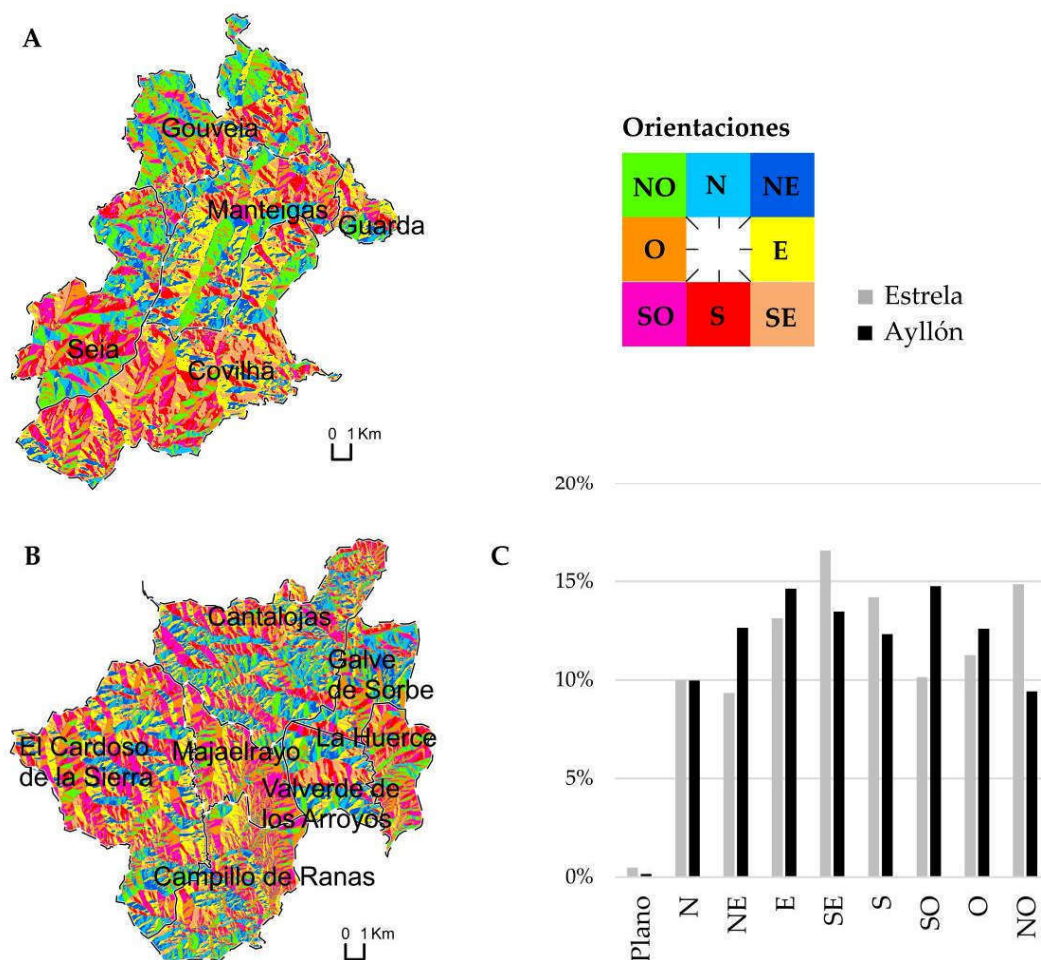 A
Gouveia
Manteigas
Guarda
Seia
Covilhã
0 1 Km
Orientaciones
NO N NE
O E
SO S SE
Estrela
Ayllón
B
Cantalojas
Galve
de Sorbe
El Cardoso
de la Sierra
Majaelrayo
La Huerce
Valverde de
los Arroyos
Campillo de Ranas
0 1 Km
C
20%
15%
10%
5%
0%
Plano N NE E SE S SO O NO